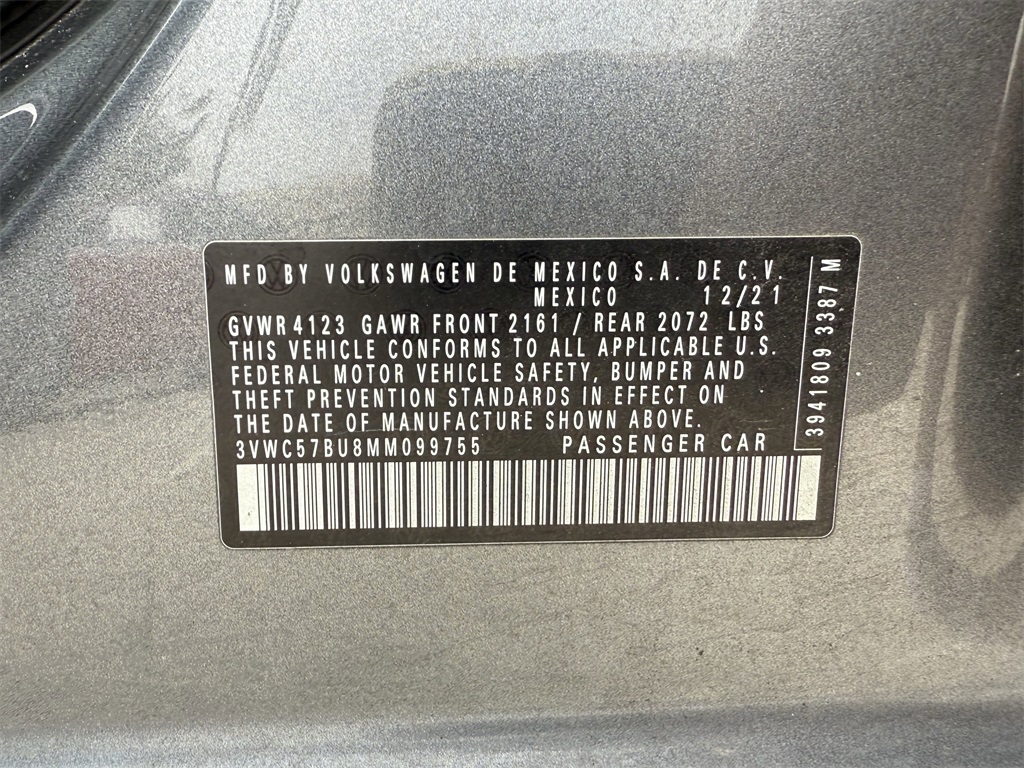 MFD BY VOLKSWAGEN DE MEXICO S.A. DE C.V.
MEXICO 12/21
GVWR 4123 GAWR FRONT 2161 / REAR 2072 LBS
THIS VEHICLE CONFORMS TO ALL APPLICABLE U.S.
FEDERAL MOTOR VEHICLE SAFETY, BUMPER AND
THEFT PREVENTION STANDARDS IN EFFECT ON
THE DATE OF MANUFACTURE SHOWN ABOVE.
3VWC57BU8MM099755 PASSENGER CAR
3941809 3387 M